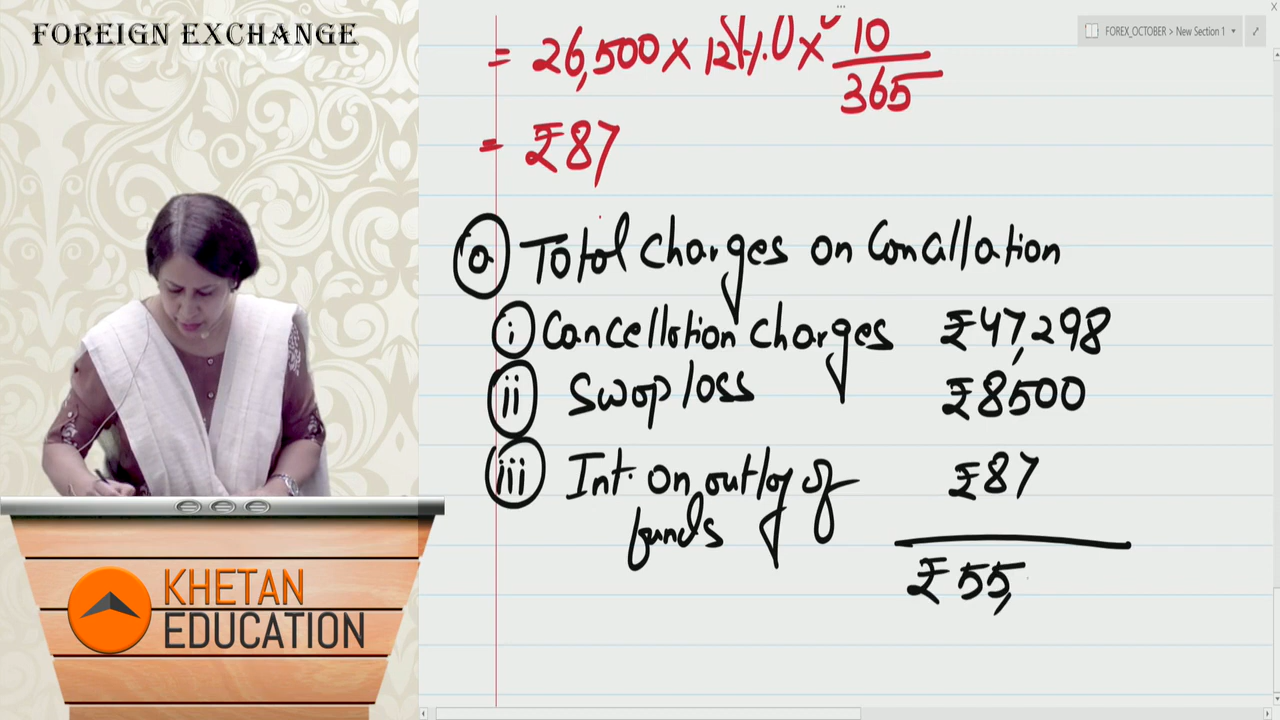 FOREIGN EXCHANGE
FOREX_OCTOBER > New Section 1
= 26,500 × 12% × 10/365
= ₹87
a Total charges on Concallation
i Cancellation charges ₹47,298
ii Swap loss ₹8500
iii Int. on outlay of funds ₹87
₹55,
KHETAN
EDUCATION